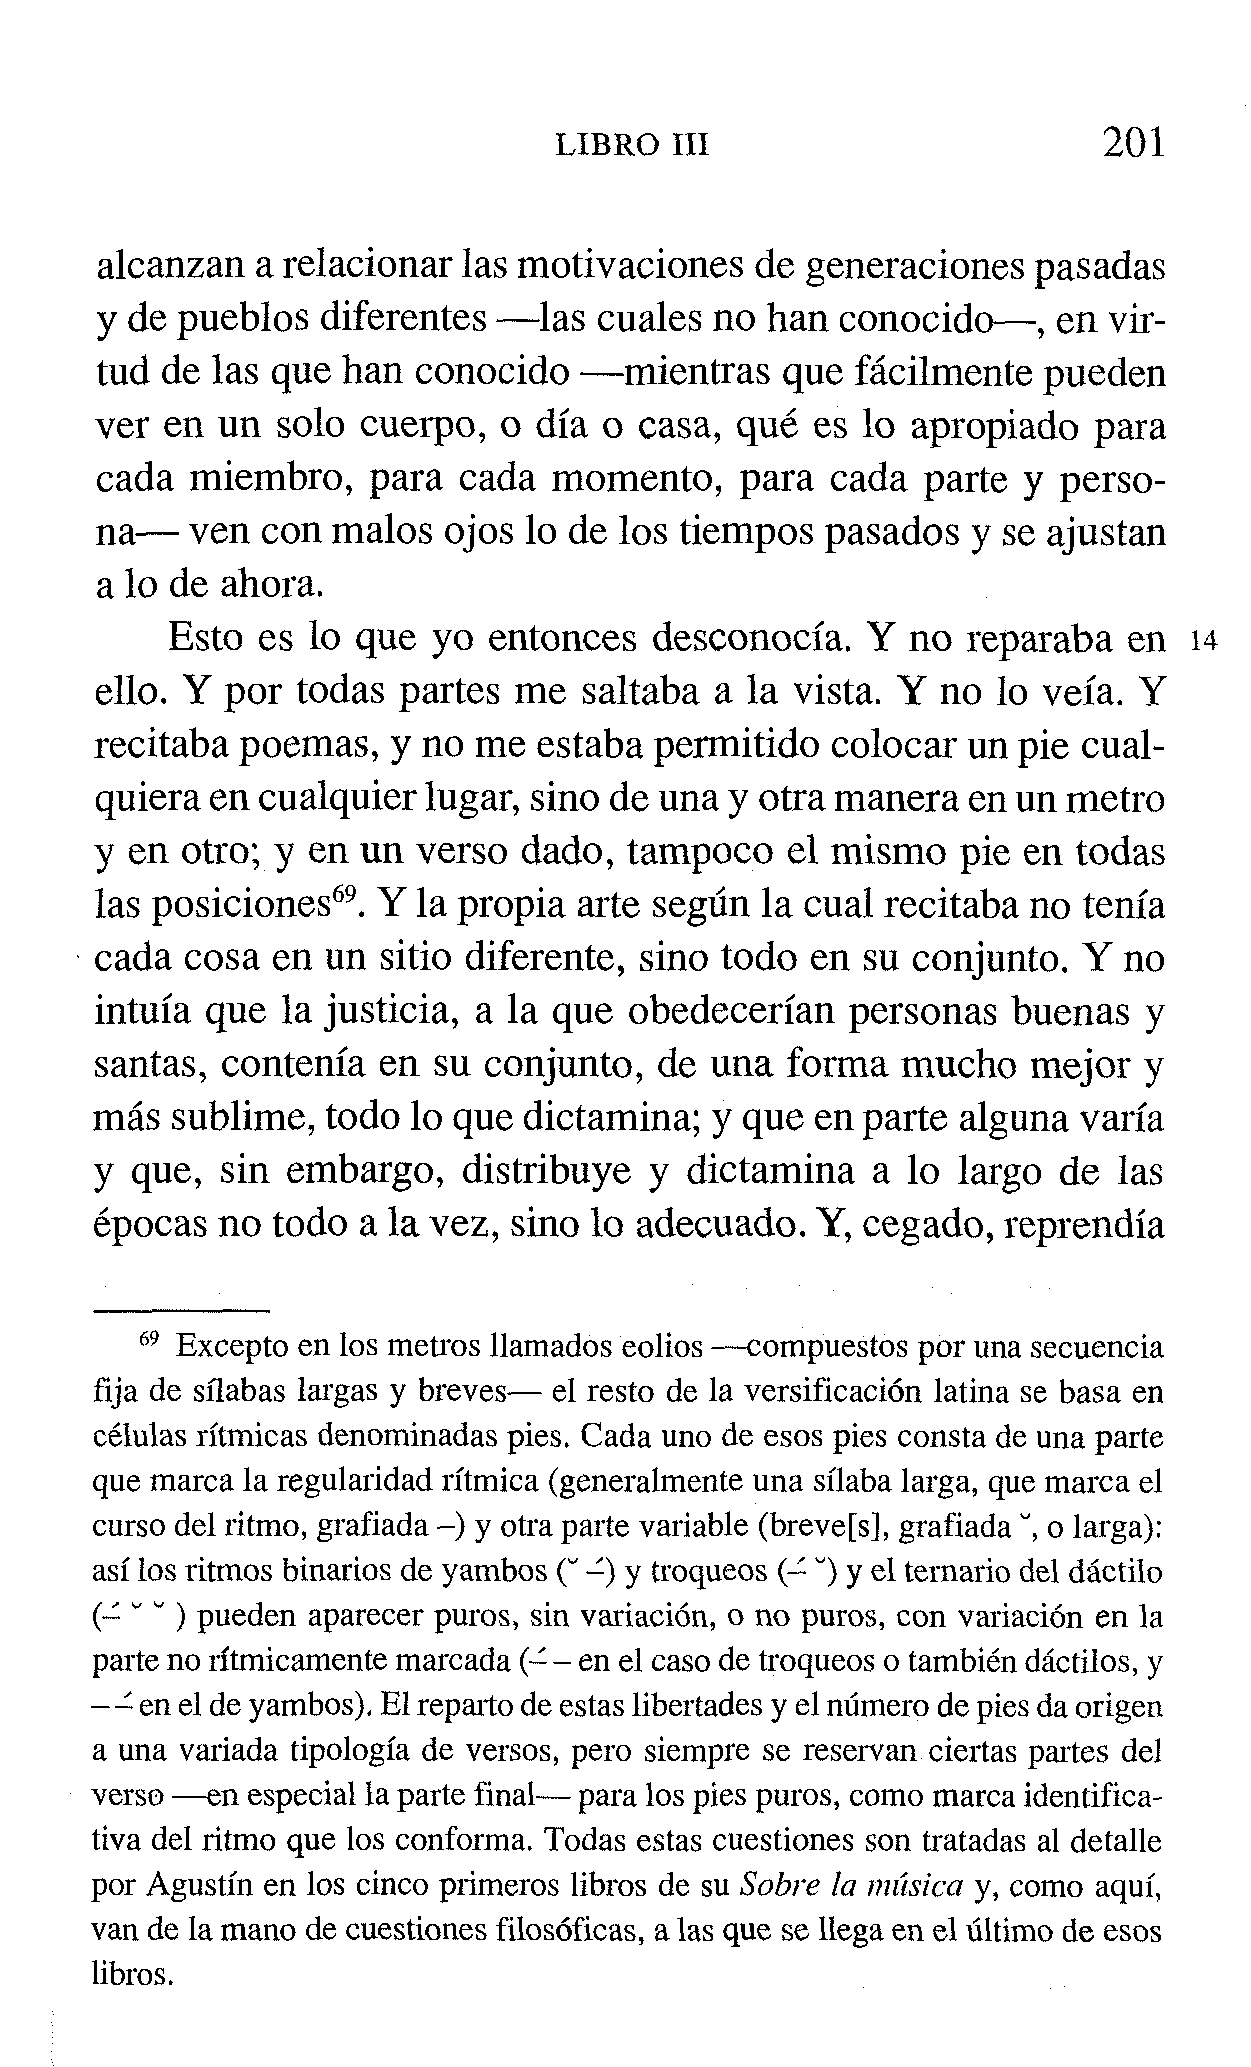 LIBRO III 201
alcanzan a relacionar las motivaciones de generaciones pasadas
y de pueblos diferentes —las cuales no han conocido—, en vir-
tud de las que han conocido —mientras que fácilmente pueden
ver en un solo cuerpo, o día o casa, qué es lo apropiado para
cada miembro, para cada momento, para cada parte y perso-
na— ven con malos ojos lo de los tiempos pasados y se ajustan
a lo de ahora.
Esto es lo que yo entonces desconocía. Y no reparaba en 14
ello. Y por todas partes me saltaba a la vista. Y no lo veía. Y
recitaba poemas, y no me estaba permitido colocar un pie cual-
quiera en cualquier lugar, sino de una y otra manera en un metro
y en otro; y en un verso dado, tampoco el mismo pie en todas
las posiciones⁶⁹. Y la propia arte según la cual recitaba no tenía
cada cosa en un sitio diferente, sino todo en su conjunto. Y no
intuía que la justicia, a la que obedecerían personas buenas y
santas, contenía en su conjunto, de una forma mucho mejor y
más sublime, todo lo que dictamina; y que en parte alguna varía
y que, sin embargo, distribuye y dictamina a lo largo de las
épocas no todo a la vez, sino lo adecuado. Y, cegado, reprendía
⁶⁹ Excepto en los metros llamados eolios —compuestos por una secuencia
fija de sílabas largas y breves— el resto de la versificación latina se basa en
células rítmicas denominadas pies. Cada uno de esos pies consta de una parte
que marca la regularidad rítmica (generalmente una sílaba larga, que marca el
curso del ritmo, grafiada –) y otra parte variable (breve[s], grafiada ˘, o larga):
así los ritmos binarios de yambos (˘ –́) y troqueos (–́ ˘) y el ternario del dáctilo
(–́ ˘ ˘ ) pueden aparecer puros, sin variación, o no puros, con variación en la
parte no rítmicamente marcada (–́ – en el caso de troqueos o también dáctilos, y
– –́ en el de yambos). El reparto de estas libertades y el número de pies da origen
a una variada tipología de versos, pero siempre se reservan ciertas partes del
verso —en especial la parte final— para los pies puros, como marca identifica-
tiva del ritmo que los conforma. Todas estas cuestiones son tratadas al detalle
por Agustín en los cinco primeros libros de su Sobre la música y, como aquí,
van de la mano de cuestiones filosóficas, a las que se llega en el último de esos
libros.